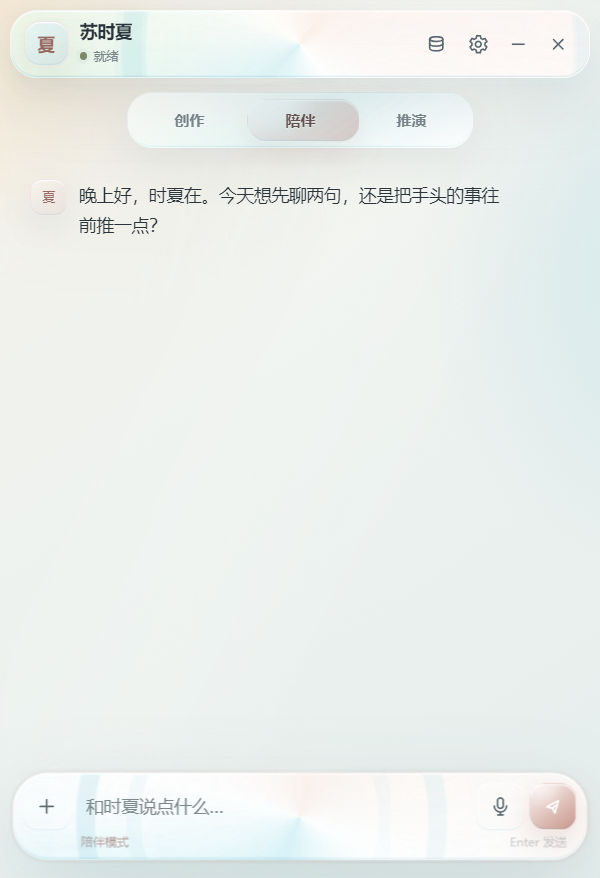 夏
苏时夏
就绪
创作 陪伴 推演
夏
晚上好，时夏在。今天想先聊两句，还是把手头的事往
前推一点？
和时夏说点什么...
陪伴模式
Enter 发送